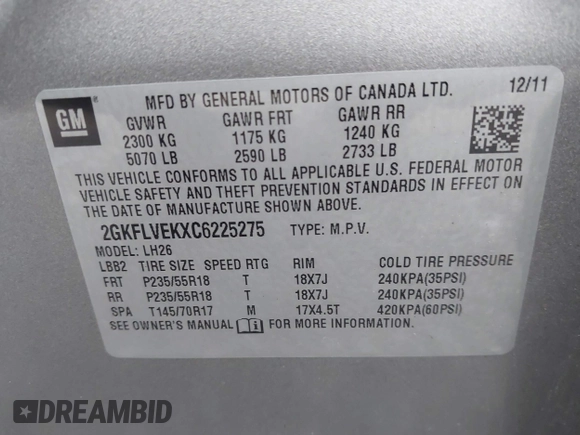 GM
MFD BY GENERAL MOTORS OF CANADA LTD. 12/11
GVWR GAWR FRT GAWR RR
2300 KG 1175 KG 1240 KG
5070 LB 2590 LB 2733 LB
THIS VEHICLE CONFORMS TO ALL APPLICABLE U.S. FEDERAL MOTOR
VEHICLE SAFETY AND THEFT PREVENTION STANDARDS IN EFFECT ON
THE DATE OF MANUFACTURE SHOWN ABOVE.
2GKFLVEKXC6225275 TYPE: M.P.V.
MODEL: LH26
LBB2 TIRE SIZE SPEED RTG RIM COLD TIRE PRESSURE
FRT P235/55R18 T 18X7J 240KPA(35PSI)
RR P235/55R18 T 18X7J 240KPA(35PSI)
SPA T145/70R17 M 17X4.5T 420KPA(60PSI)
SEE OWNER'S MANUAL FOR MORE INFORMATION.
DREAMBID